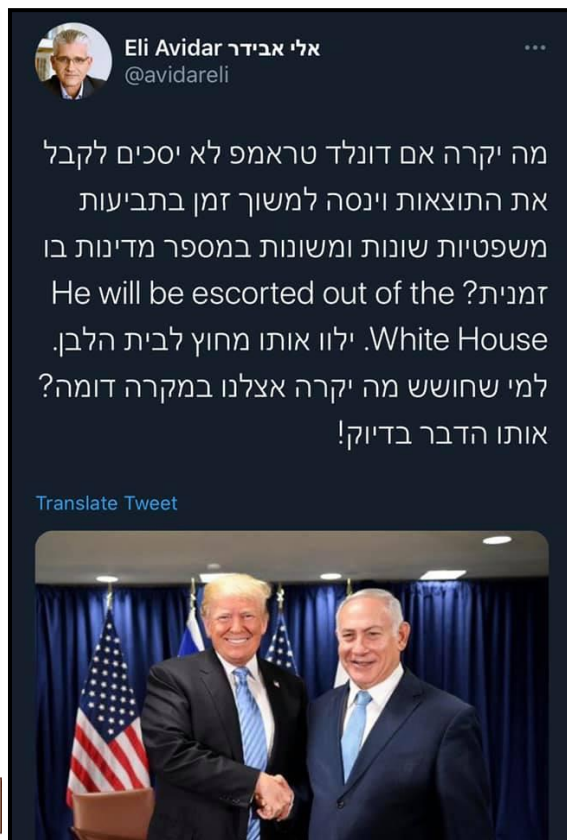 Eli Avidar אלי אבידר
@avidareli
מה יקרה אם דונלד טראמפ לא יסכים לקבל
את התוצאות וינסה למשוך זמן בתביעות
משפטיות שונות ומשונות במספר מדינות בו
זמנית? He will be escorted out of the
White House. ילוו אותו מחוץ לבית הלבן.
למי שחושש מה יקרה אצלנו במקרה דומה?
אותו הדבר בדיוק!
Translate Tweet